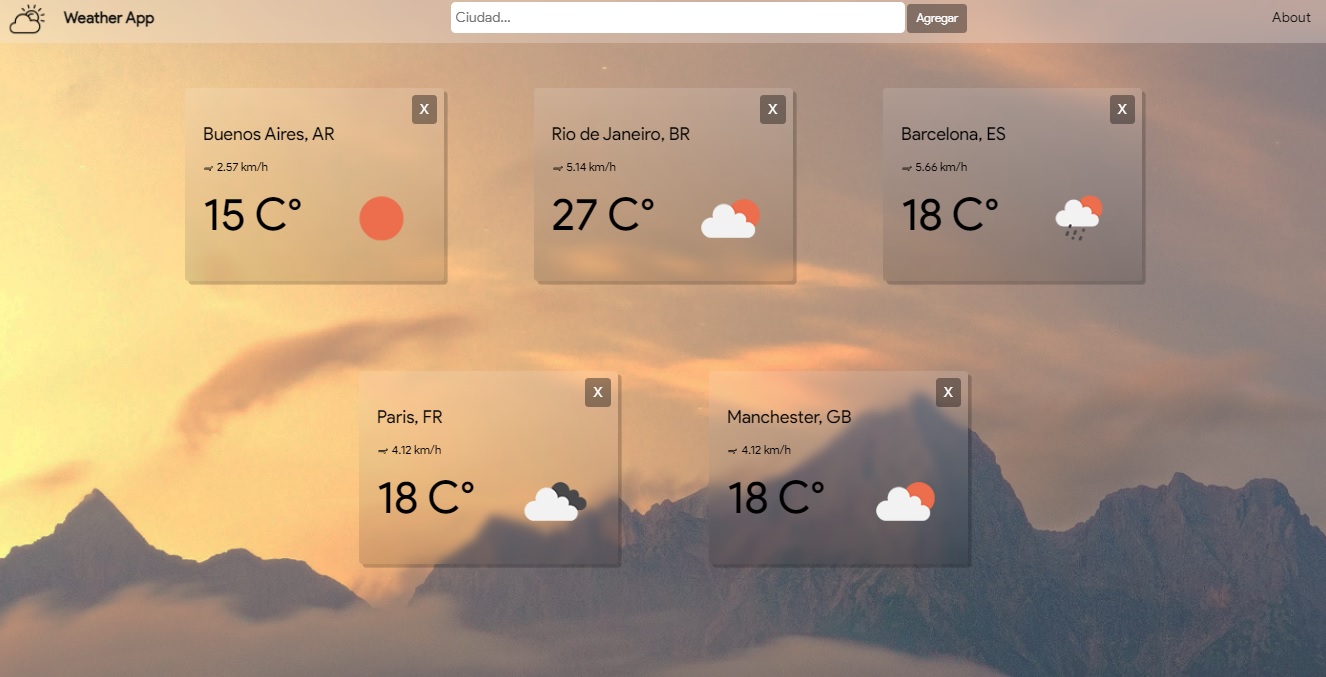 Weather App
Ciudad...
Agregar
About
X
Buenos Aires, AR
2.57 km/h
15 C°
X
Rio de Janeiro, BR
5.14 km/h
27 C°
X
Barcelona, ES
5.66 km/h
18 C°
X
Paris, FR
4.12 km/h
18 C°
X
Manchester, GB
4.12 km/h
18 C°